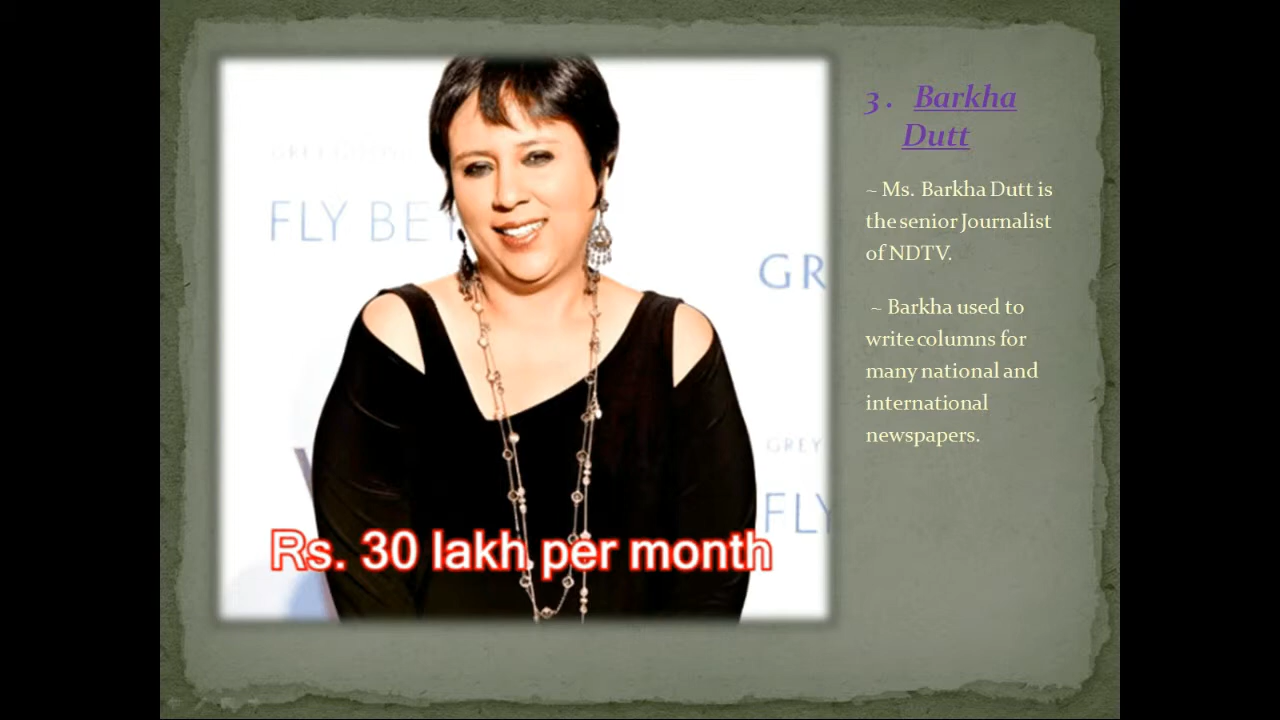 3. Barkha
Dutt
~ Ms. Barkha Dutt is
the senior Journalist
of NDTV.
~ Barkha used to
write columns for
many national and
international
newspapers.
FLY BE
GR
GREY
FLY
Rs. 30 lakh per month